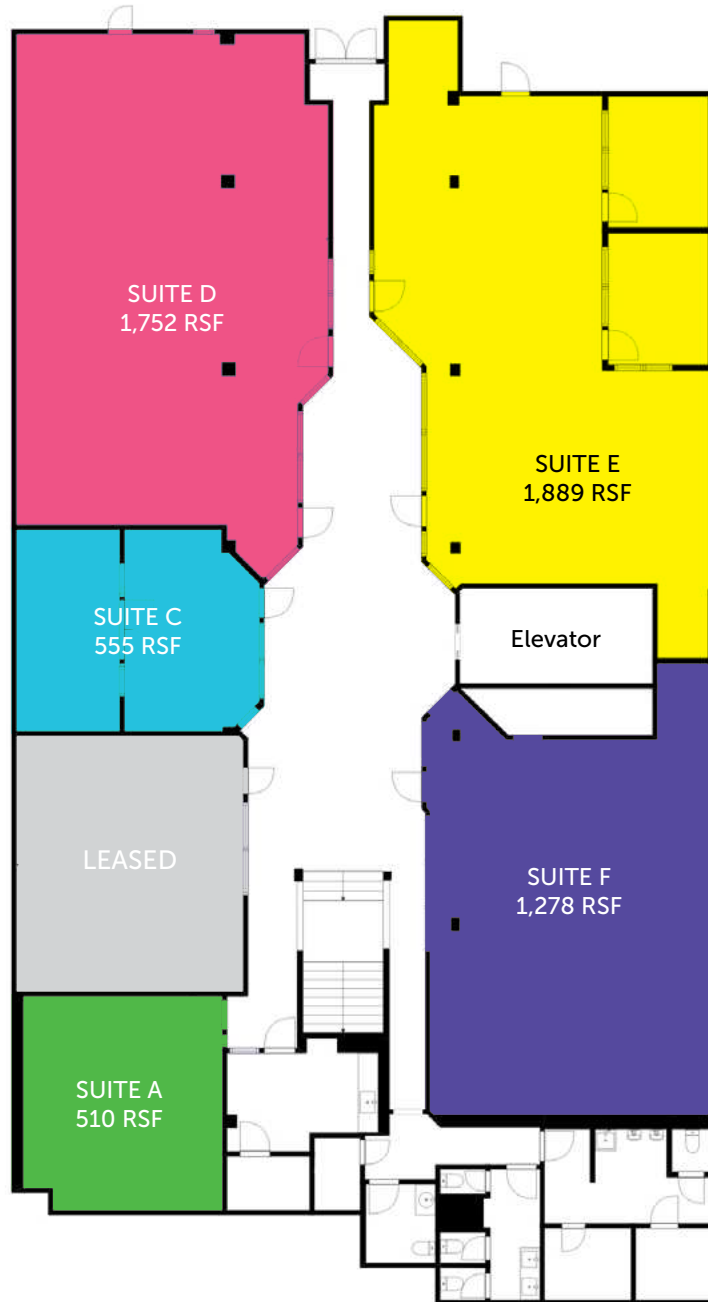 SUITE D
1,752 RSF
SUITE E
1,889 RSF
SUITE C
555 RSF
Elevator
LEASED
SUITE F
1,278 RSF
SUITE A
510 RSF